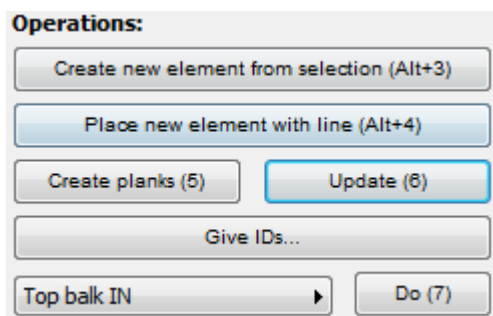 Operations:
Create new element from selection (Alt+3)
Place new element with line (Alt+4)
Create planks (5) Update (6)
Give IDs...
Top balk IN Do (7)